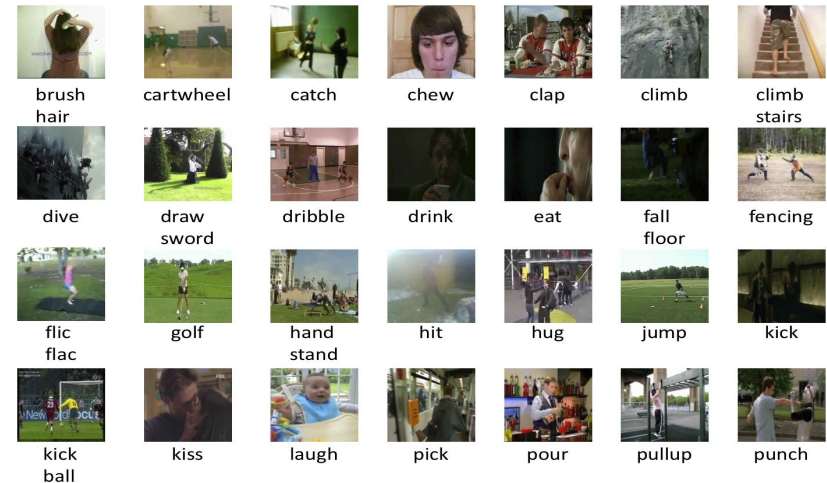 brush
hair
cartwheel
catch
chew
clap
climb
climb
stairs
dive
draw
sword
dribble
drink
eat
fall
floor
fencing
flic
flac
golf
hand
stand
hit
hug
jump
kick
23
kick
ball
kiss
laugh
pick
pour
pullup
punch